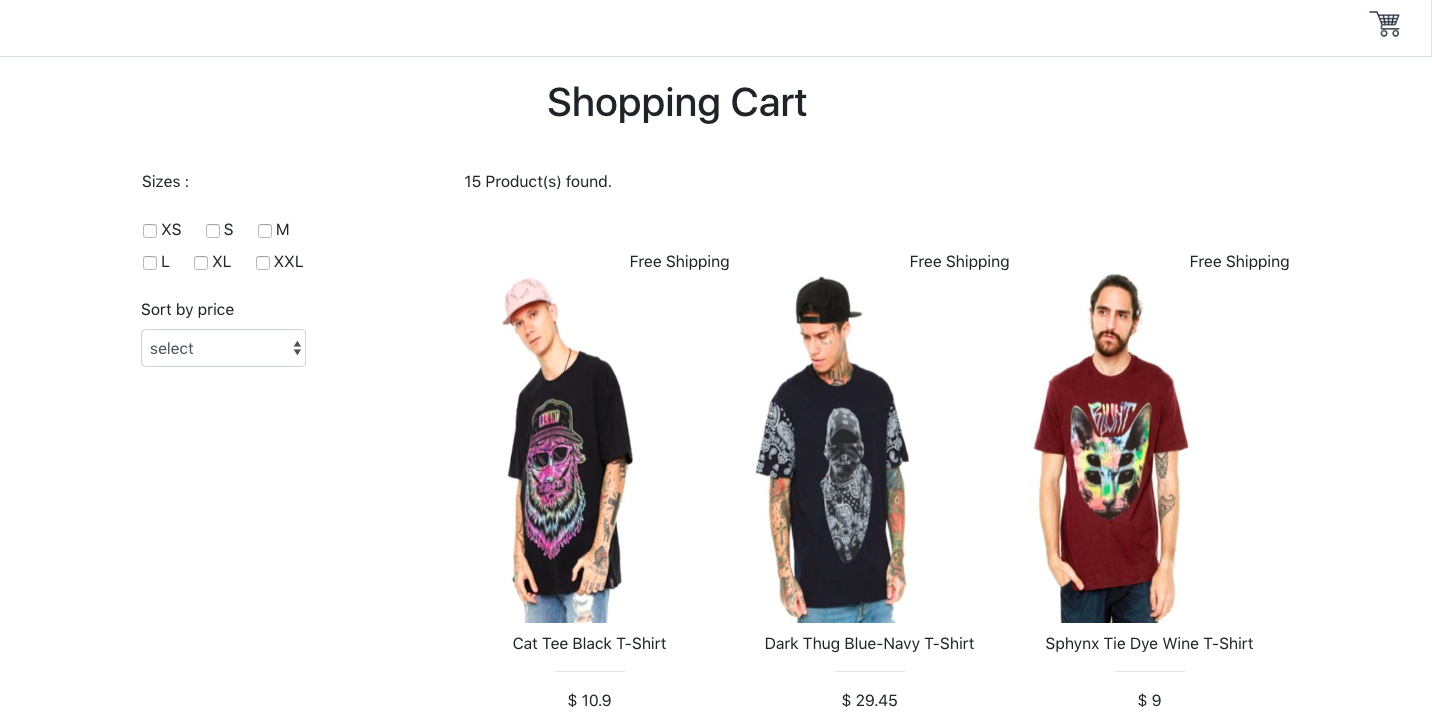 Shopping Cart
Sizes :
15 Product(s) found.
XS S M
L XL XXL
Sort by price
select
Free Shipping Free Shipping Free Shipping
BLUNT
BLUNT
Cat Tee Black T-Shirt Dark Thug Blue-Navy T-Shirt Sphynx Tie Dye Wine T-Shirt
$ 10.9 $ 29.45 $ 9